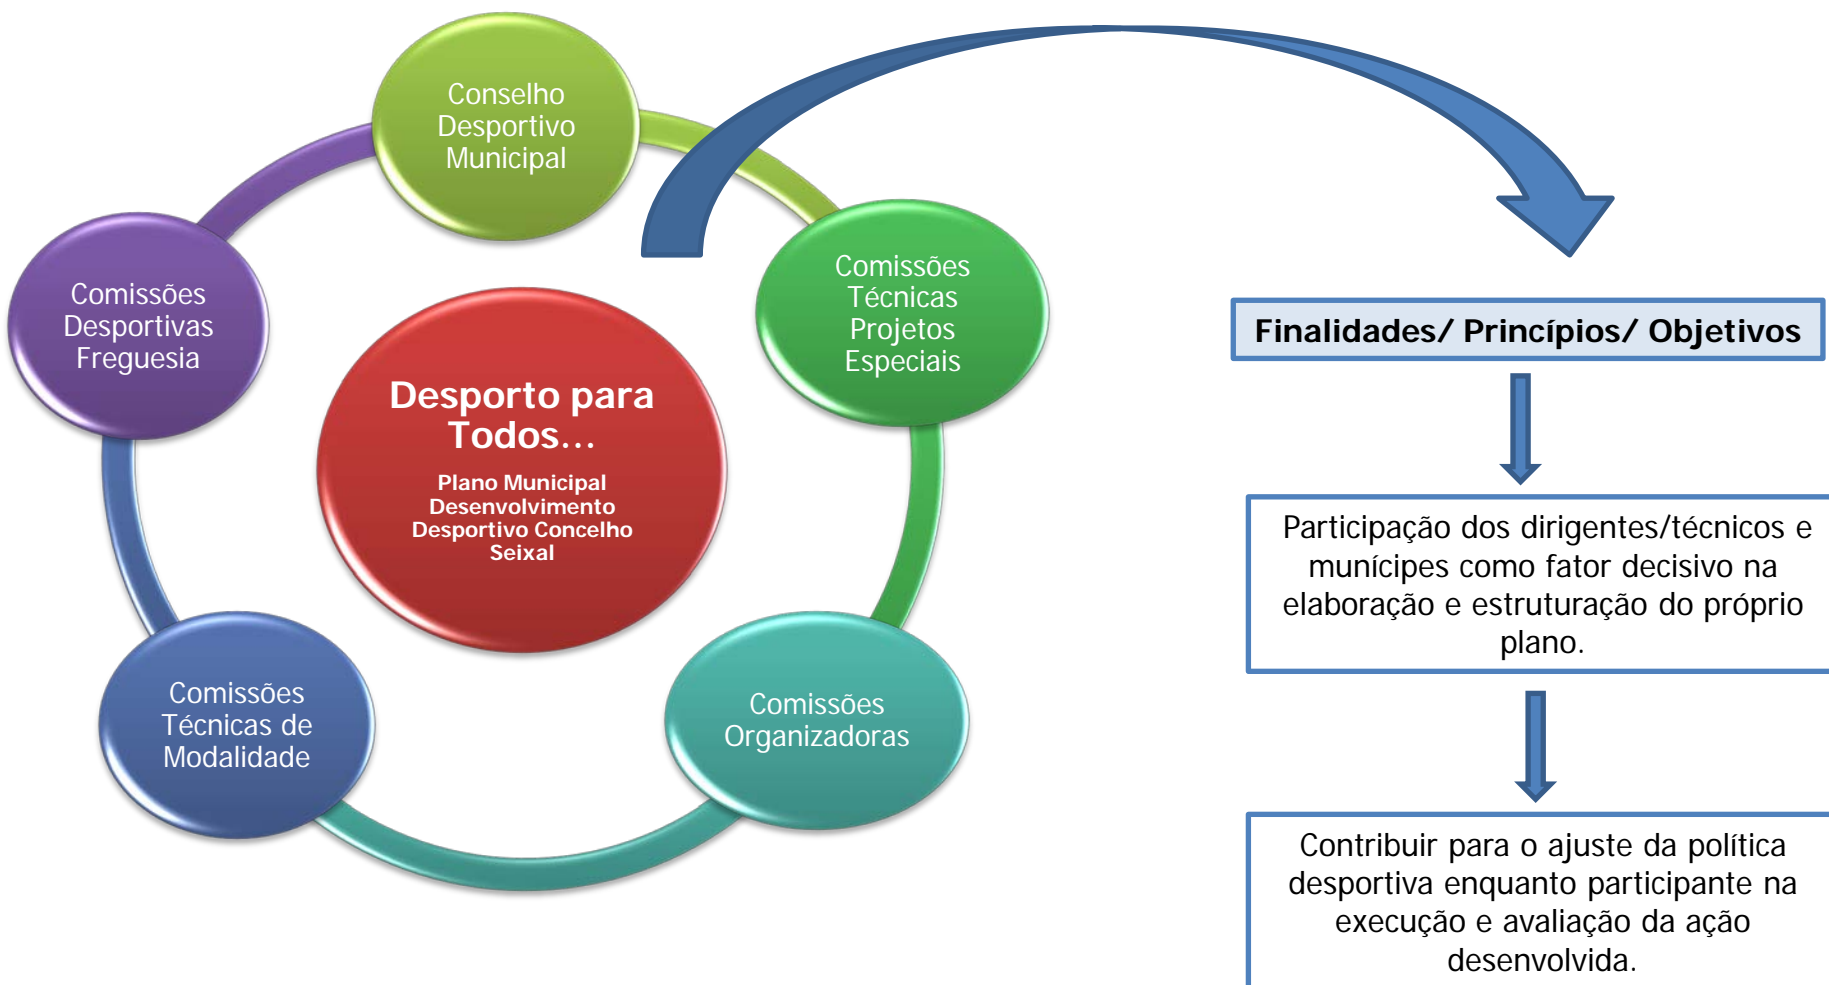 Conselho
Desportivo
Municipal
Comissões
Técnicas
Projetos
Especiais
Comissões
Desportivas
Freguesia
Desporto para
Todos...
Plano Municipal
Desenvolvimento
Desportivo Concelho
Seixal
Comissões
Técnicas de
Modalidade
Comissões
Organizadoras
Finalidades/ Princípios/ Objetivos
Participação dos dirigentes/técnicos e
munícipes como fator decisivo na
elaboração e estruturação do próprio
plano.
Contribuir para o ajuste da política
desportiva enquanto participante na
execução e avaliação da ação
desenvolvida.